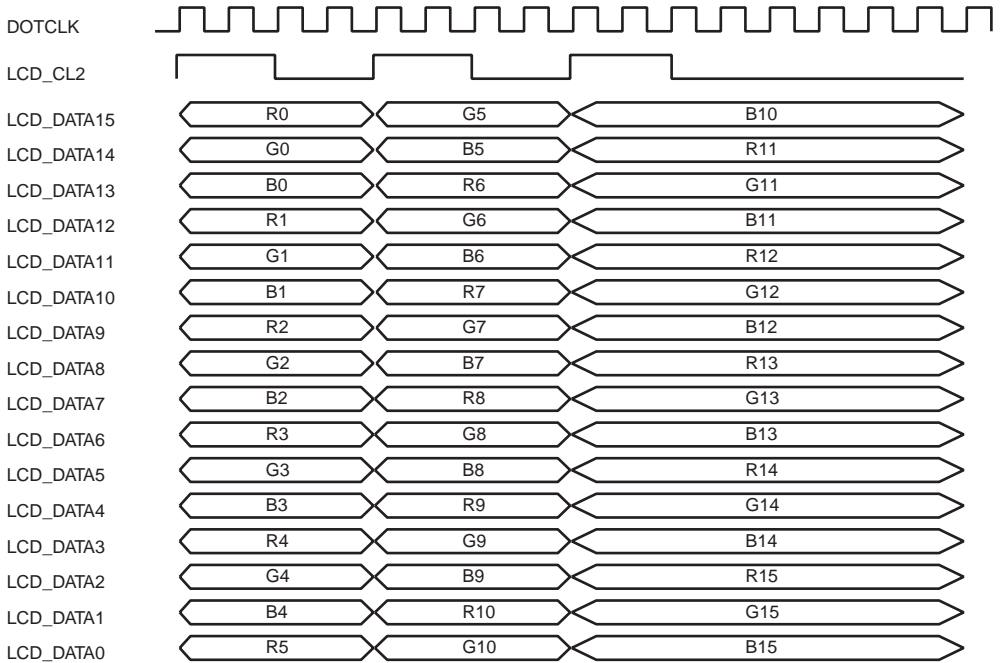 DOTCLK
LCD_CL2
LCD_DATA15 R0 G5 B10
LCD_DATA14 G0 B5 R11
LCD_DATA13 B0 R6 G11
LCD_DATA12 R1 G6 B11
LCD_DATA11 G1 B6 R12
LCD_DATA10 B1 R7 G12
LCD_DATA9 R2 G7 B12
LCD_DATA8 G2 B7 R13
LCD_DATA7 B2 R8 G13
LCD_DATA6 R3 G8 B13
LCD_DATA5 G3 B8 R14
LCD_DATA4 B3 R9 G14
LCD_DATA3 R4 G9 B14
LCD_DATA2 G4 B9 R15
LCD_DATA1 B4 R10 G15
LCD_DATA0 R5 G10 B15